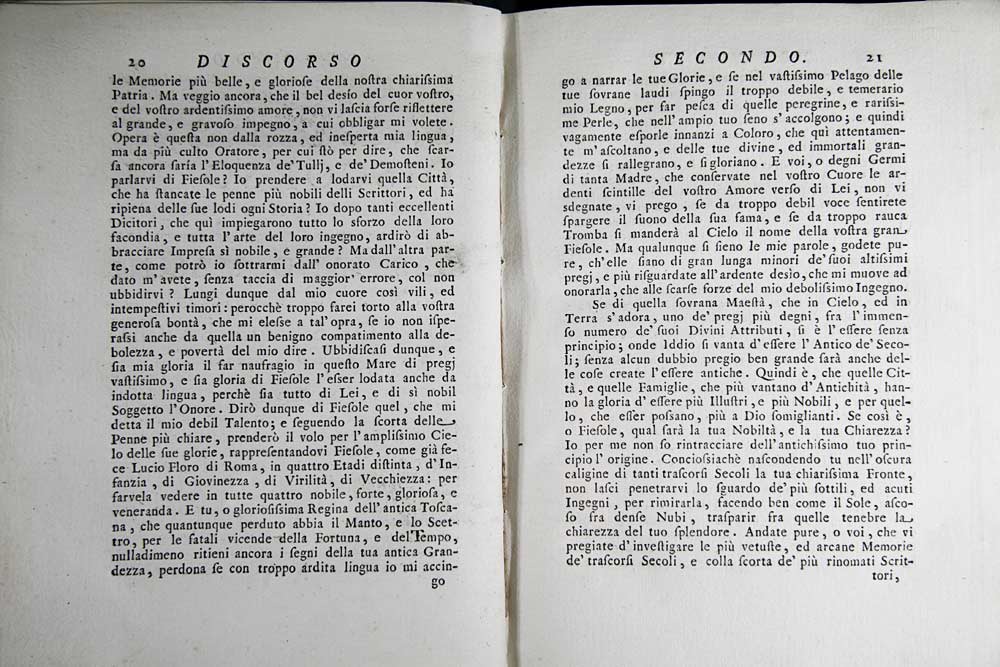 20 DISCORSO
le Memorie più belle, e glorioſe della noſtra chiariſsima
Patria. Ma veggio ancora, che il bel desìo del cuor voſtro,
e del voſtro ardentiſsimo amore, non vi laſcia forſe riflettere
al grande, e gravoſo impegno, a cui obbligar mi volete.
Opera è queſta non dalla rozza, ed ineſperta mia lingua,
ma da più culto Oratore, per cui ſtò per dire, che ſcar-
ſa ancora ſaría l'Eloquenza de'Tullj, e de'Demoſteni. Io
parlarvi di Fieſole? Io prendere a lodarvi quella Città,
che ha ſtancate le penne più nobili delli Scrittori, ed ha
ripiena delle ſue lodi ogni Storia? Io dopo tanti eccellenti
Dicitori, che quì impiegarono tutto lo sforzo della loro
facondia, e tutta l'arte del loro ingegno, ardirò di ab-
bracciare Impreſa sì nobile, e grande? Ma dall'altra par-
te, come potrò io ſottrarmi dall' onorato Carico, che
dato m'avete, ſenza taccia di maggior' errore, col non
ubbidirvi? Lungi dunque dal mio cuore così vili, ed
intempeſtivi timori: perocchè troppo farei torto alla voſtra
generoſa bontà, che mi eleſse a tal'opra, ſe io non iſpe-
raſsi anche da quella un benigno compatimento alla de-
bolezza, e povertà del mio dire. Ubbidiſcaſi dunque, e
ſia mia gloria il far naufragio in queſto Mare di pregj
vaſtiſsimo, e ſia gloria di Fieſole l'eſser lodata anche da
indotta lingua, perchè ſia tutto di Lei, e di sì nobil
Soggetto l'Onore. Dirò dunque di Fieſole quel, che mi
detta il mio debil Talento; e ſeguendo la ſcorta delle
Penne più chiare, prenderò il volo per l'ampliſsimo Cie-
lo delle ſue glorie, rappreſentandovi Fieſole, come già fe-
ce Lucio Floro di Roma, in quattro Etadi diſtinta, d'In-
fanzia, di Giovinezza, di Virilità, di Vecchiezza: per
farvela vedere in tutte quattro nobile, forte, glorioſa, e
veneranda. E tu, o glorioſiſsima Regina dell'antica Toſca-
na, che quantunque perduto abbia il Manto, e lo Scet-
tro, per le fatali vicende della Fortuna, e del Tempo,
nulladimeno ritieni ancora i ſegni della tua antica Gran-
dezza, perdona ſe con troppo ardita lingua io mi accin-
go
SECONDO. 21
go a narrar le tue Glorie, e ſe nel vaſtiſsimo Pelago delle
tue ſovrane laudi ſpingo il troppo debile, e temerario
mio Legno, per far peſca di quelle peregrine, e rariſsi-
me Perle, che nell'ampio tuo ſeno s'accolgono; e quindi
vagamente eſporle innanzi a Coloro, che quì attentamen-
te m'aſcoltano, e delle tue divine, ed immortali gran-
dezze ſi rallegrano, e ſi gloriano. E voi, o degni Germi
di tanta Madre, che conſervate nel voſtro Cuore le ar-
denti ſcintille del voſtro Amore verſo di Lei, non vi
sdegnate, vi prego, ſe da troppo debil voce ſentirete
ſpargere il ſuono della ſua fama, e ſe da troppo rauca
Tromba ſi manderà al Cielo il nome della voſtra gran
Fieſole. Ma qualunque ſi ſieno le mie parole, godete pu-
re, ch'elle ſiano di gran lunga minori de'ſuoi altiſsimi
pregj, e più riſguardate all'ardente desìo, che mi muove ad
onorarla, che alle ſcarſe forze del mio deboliſsimo Ingegno.
Se di quella ſovrana Maeſtà, che in Cielo, ed in
Terra s'adora, uno de'pregj più degni, fra l'immen-
ſo numero de'ſuoi Divini Attributi, ſi è l'eſſere ſenza
principio; onde Iddio ſi vanta d'eſſere l'Antico de'Seco-
li; ſenza alcun dubbio pregio ben grande ſarà anche del-
le coſe create l'eſſere antiche. Quindi è, che quelle Cit-
tà, e quelle Famiglie, che più vantano d'Antichità, han-
no la gloria d'eſſere più Illuſtri, e più Nobili, e per quel-
lo, che eſſer poſsano, più a Dio ſomiglianti. Se così è,
o Fieſole, qual ſarà la tua Nobiltà, e la tua Chiarezza?
Io per me non ſo rintracciare dell'antichiſsimo tuo prin-
cipio l'origine. Concioſsiachè naſcondendo tu nell'oſcura
caligine di tanti traſcorſi Secoli la tua chiariſsima Fronte,
non laſci penetrarvi lo ſguardo de'più ſottili, ed acuti
Ingegni, per rimirarla, facendo ben come il Sole, aſco-
ſo fra denſe Nubi, traſparir fra quelle tenebre la
chiarezza del tuo ſplendore. Andate pure, o voi, che vi
pregiate d'inveſtigare le più vetuſte, ed arcane Memorie
de'traſcorſi Secoli, e colla ſcorta de' più rinomati Scrit-
tori,